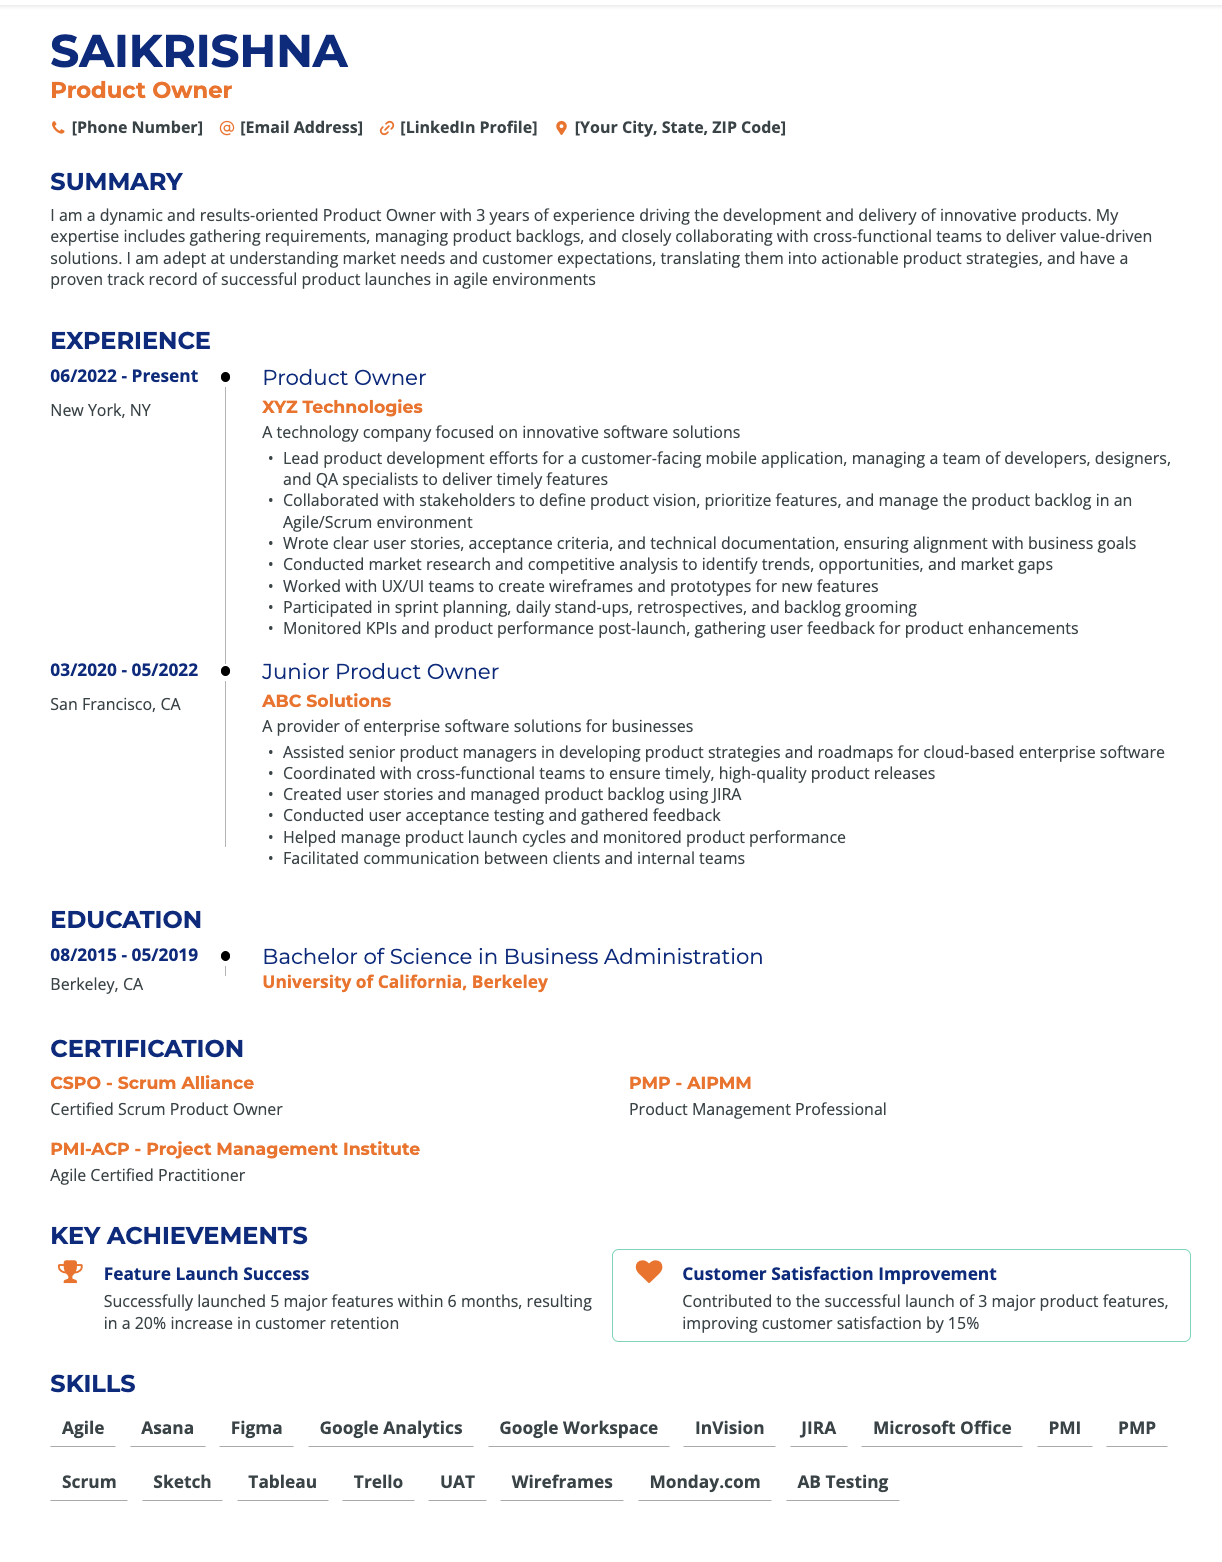 SAIKRISHNA
Product Owner
[Phone Number] @ [Email Address] [LinkedIn Profile] [Your City, State, ZIP Code]
SUMMARY
I am a dynamic and results-oriented Product Owner with 3 years of experience driving the development and delivery of innovative products. My
expertise includes gathering requirements, managing product backlogs, and closely collaborating with cross-functional teams to deliver value-driven
solutions. I am adept at understanding market needs and customer expectations, translating them into actionable product strategies, and have a
proven track record of successful product launches in agile environments
EXPERIENCE
06/2022 - Present
New York, NY
Product Owner
XYZ Technologies
A technology company focused on innovative software solutions
• Lead product development efforts for a customer-facing mobile application, managing a team of developers, designers,
and QA specialists to deliver timely features
• Collaborated with stakeholders to define product vision, prioritize features, and manage the product backlog in an
Agile/Scrum environment
• Wrote clear user stories, acceptance criteria, and technical documentation, ensuring alignment with business goals
• Conducted market research and competitive analysis to identify trends, opportunities, and market gaps
• Worked with UX/UI teams to create wireframes and prototypes for new features
• Participated in sprint planning, daily stand-ups, retrospectives, and backlog grooming
• Monitored KPIs and product performance post-launch, gathering user feedback for product enhancements
03/2020 - 05/2022
San Francisco, CA
Junior Product Owner
ABC Solutions
A provider of enterprise software solutions for businesses
• Assisted senior product managers in developing product strategies and roadmaps for cloud-based enterprise software
• Coordinated with cross-functional teams to ensure timely, high-quality product releases
• Created user stories and managed product backlog using JIRA
• Conducted user acceptance testing and gathered feedback
• Helped manage product launch cycles and monitored product performance
• Facilitated communication between clients and internal teams
EDUCATION
08/2015 - 05/2019
Berkeley, CA
Bachelor of Science in Business Administration
University of California, Berkeley
CERTIFICATION
CSPO - Scrum Alliance
Certified Scrum Product Owner
PMP - AIPMM
Product Management Professional
PMI-ACP - Project Management Institute
Agile Certified Practitioner
KEY ACHIEVEMENTS
Feature Launch Success
Successfully launched 5 major features within 6 months, resulting
in a 20% increase in customer retention
Customer Satisfaction Improvement
Contributed to the successful launch of 3 major product features,
improving customer satisfaction by 15%
SKILLS
Agile Asana Figma Google Analytics Google Workspace InVision JIRA Microsoft Office PMI PMP
Scrum Sketch Tableau Trello UAT Wireframes Monday.com AB Testing